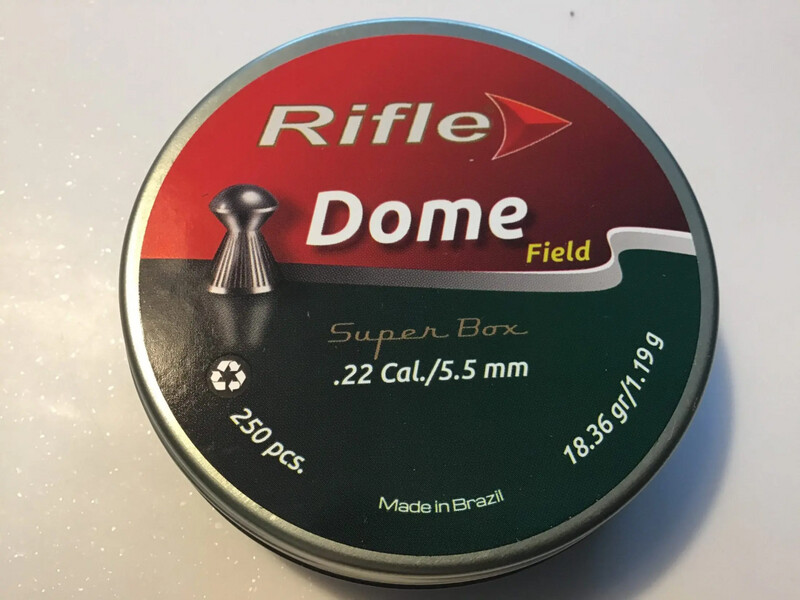 Rifle
Dome
Field
Super Box
.22 Cal./5.5 mm
250 pcs.
18.36 gr/1.19 g
Made in Brazil